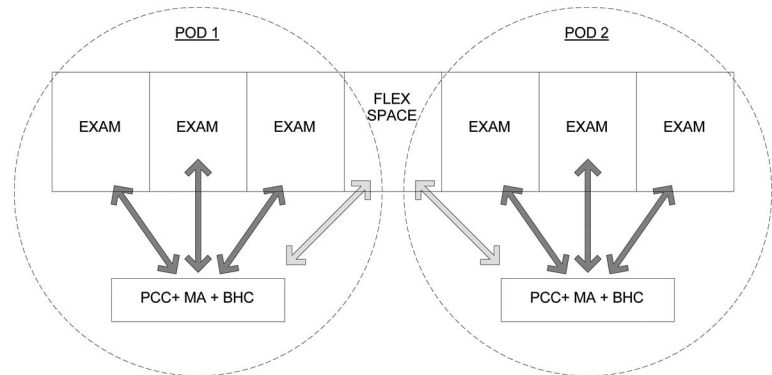 POD 1
POD 2
EXAM
EXAM
EXAM
FLEX
SPACE
EXAM
EXAM
EXAM
PCC+ MA + BHC
PCC+ MA + BHC